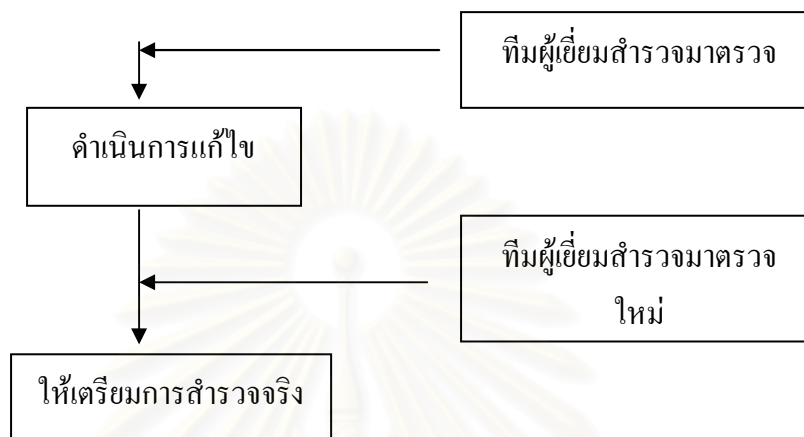 ทีมผู้เยี่ยมสำรวจมาตรวจ
ดำเนินการแก้ไข
ทีมผู้เยี่ยมสำรวจมาตรวจ
ใหม่
ให้เตรียมการสำรวจจริง